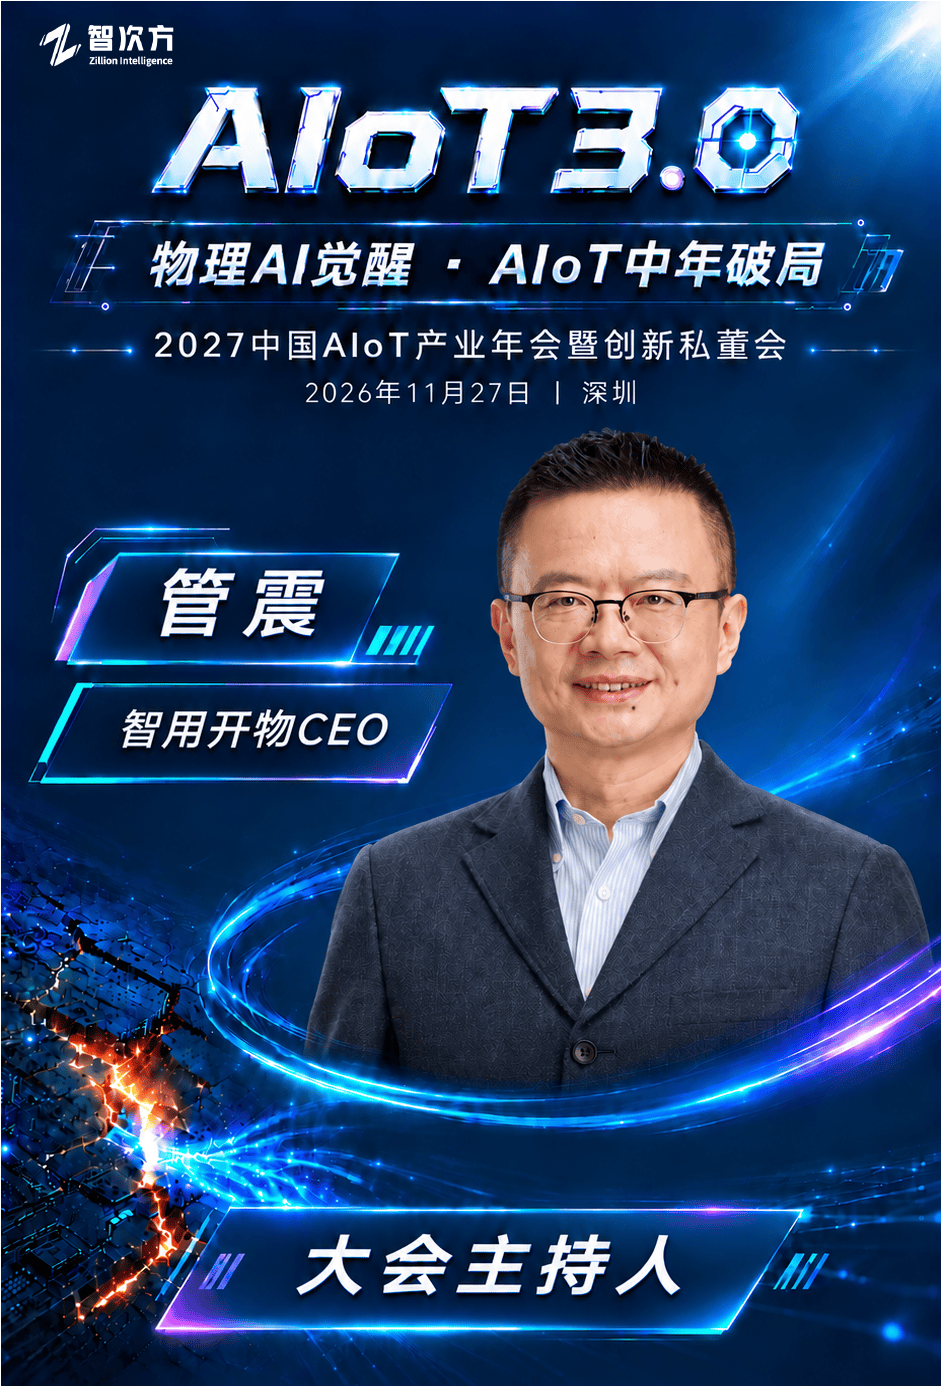 智次方
Zillion Intelligence
AIoT3.0
物理AI觉醒 · AIoT中年破局
2027中国AIoT产业年会暨创新私董会
2026年11月27日 | 深圳
管震
智用开物CEO
大会主持人